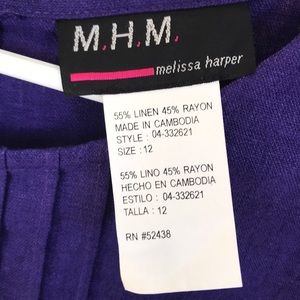 M.H.M.
melissa harper
55% LINEN 45% RAYON
MADE IN CAMBODIA
STYLE : 04-332621
SIZE : 12
55% LINO 45% RAYON
HECHO EN CAMBODIA
ESTILO : 04-332621
TALLA : 12
RN #52438